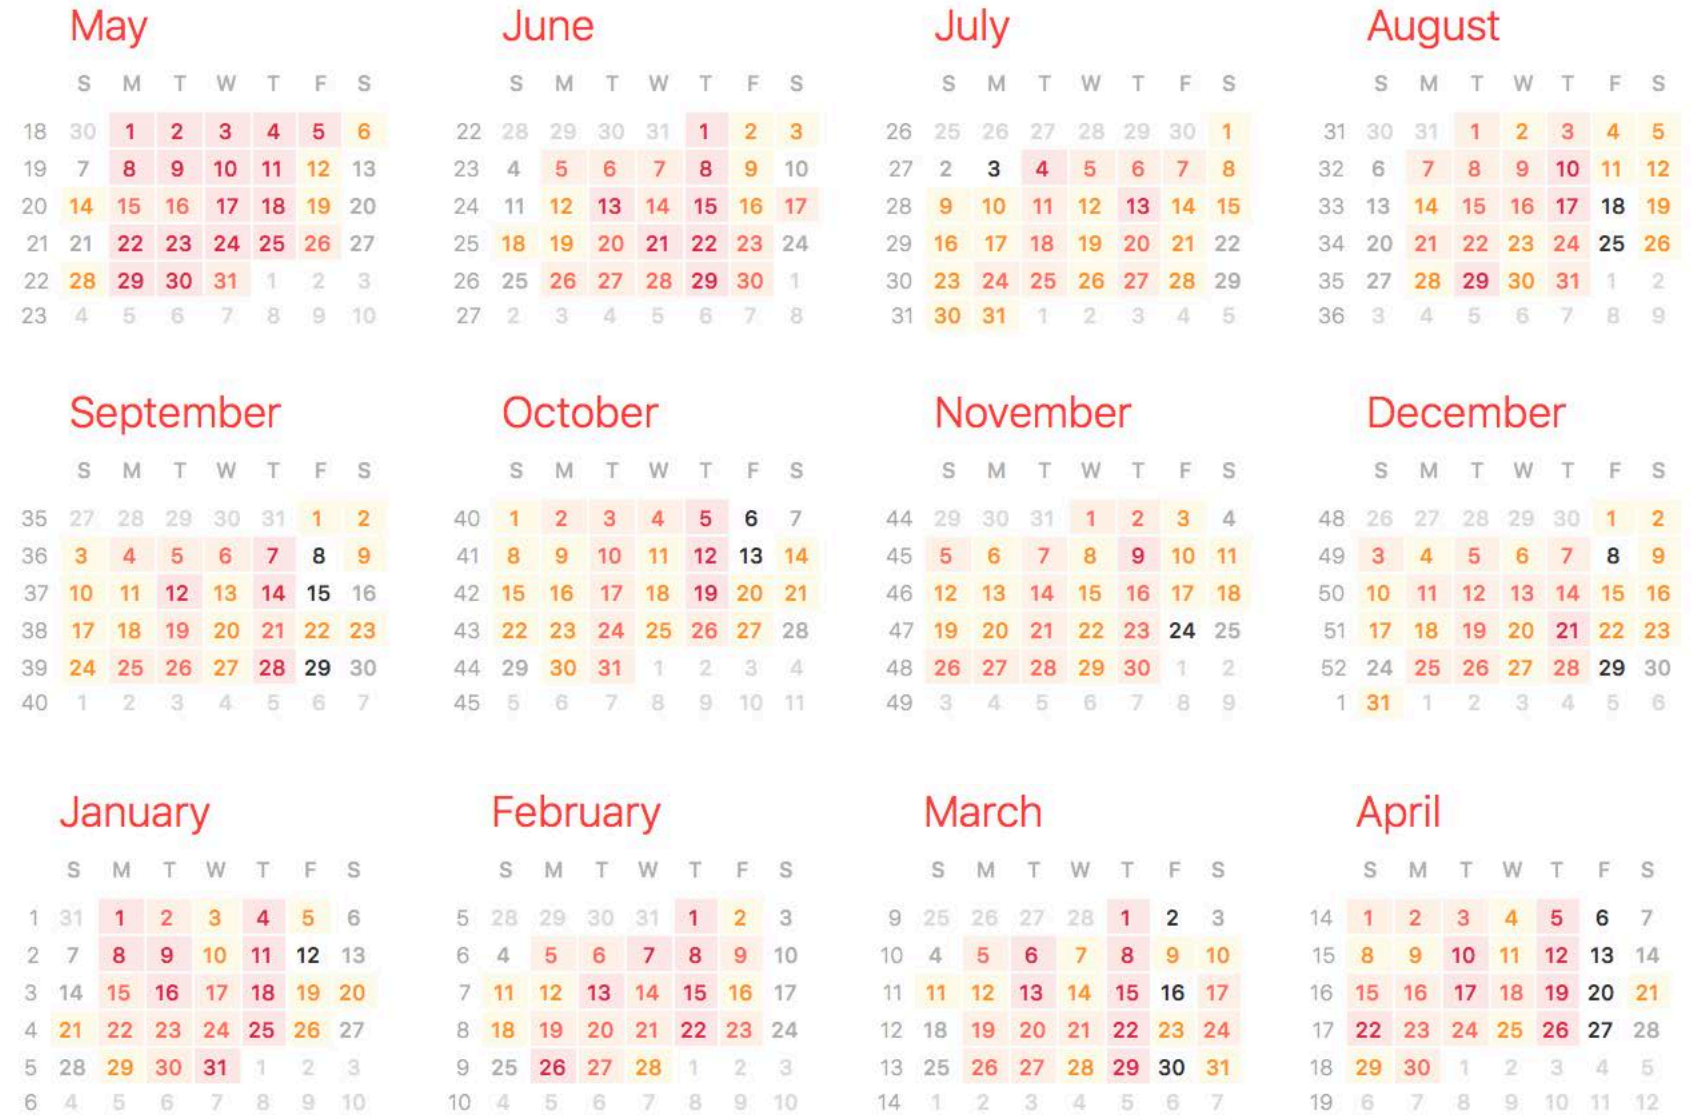 May June July August
S M T W T F S S M T W T F S S M T W T F S S M T W T F S
18 30 1 2 3 4 5 6 22 28 29 30 31 1 2 3 26 25 26 27 28 29 30 1 31 30 31 1 2 3 4 5
19 7 8 9 10 11 12 13 23 4 5 6 7 8 9 10 27 2 3 4 5 6 7 8 32 6 7 8 9 10 11 12
20 14 15 16 17 18 19 20 24 11 12 13 14 15 16 17 28 9 10 11 12 13 14 15 33 13 14 15 16 17 18 19
21 21 22 23 24 25 26 27 25 18 19 20 21 22 23 24 29 16 17 18 19 20 21 22 34 20 21 22 23 24 25 26
22 28 29 30 31 1 2 3 26 25 26 27 28 29 30 1 30 23 24 25 26 27 28 29 35 27 28 29 30 31 1 2
23 4 5 6 7 8 9 10 27 2 3 4 5 6 7 8 31 30 31 1 2 3 4 5 36 3 4 5 6 7 8 9
September October November December
S M T W T F S S M T W T F S S M T W T F S S M T W T F S
35 27 28 29 30 31 1 2 40 1 2 3 4 5 6 7 44 29 30 31 1 2 3 4 48 26 27 28 29 30 1 2
36 3 4 5 6 7 8 9 41 8 9 10 11 12 13 14 45 5 6 7 8 9 10 11 49 3 4 5 6 7 8 9
37 10 11 12 13 14 15 16 42 15 16 17 18 19 20 21 46 12 13 14 15 16 17 18 50 10 11 12 13 14 15 16
38 17 18 19 20 21 22 23 43 22 23 24 25 26 27 28 47 19 20 21 22 23 24 25 51 17 18 19 20 21 22 23
39 24 25 26 27 28 29 30 44 29 30 31 1 2 3 4 48 26 27 28 29 30 1 2 52 24 25 26 27 28 29 30
40 1 2 3 4 5 6 7 45 5 6 7 8 9 10 11 49 3 4 5 6 7 8 9 1 31 1 2 3 4 5 6
January February March April
S M T W T F S S M T W T F S S M T W T F S S M T W T F S
1 31 1 2 3 4 5 6 5 28 29 30 31 1 2 3 9 25 26 27 28 1 2 3 14 1 2 3 4 5 6 7
2 7 8 9 10 11 12 13 6 4 5 6 7 8 9 10 10 4 5 6 7 8 9 10 15 8 9 10 11 12 13 14
3 14 15 16 17 18 19 20 7 11 12 13 14 15 16 17 11 11 12 13 14 15 16 17 16 15 16 17 18 19 20 21
4 21 22 23 24 25 26 27 8 18 19 20 21 22 23 24 12 18 19 20 21 22 23 24 17 22 23 24 25 26 27 28
5 28 29 30 31 1 2 3 9 25 26 27 28 1 2 3 13 25 26 27 28 29 30 31 18 29 30 1 2 3 4 5
6 4 5 6 7 8 9 10 10 4 5 6 7 8 9 10 14 1 2 3 4 5 6 7 19 6 7 8 9 10 11 12